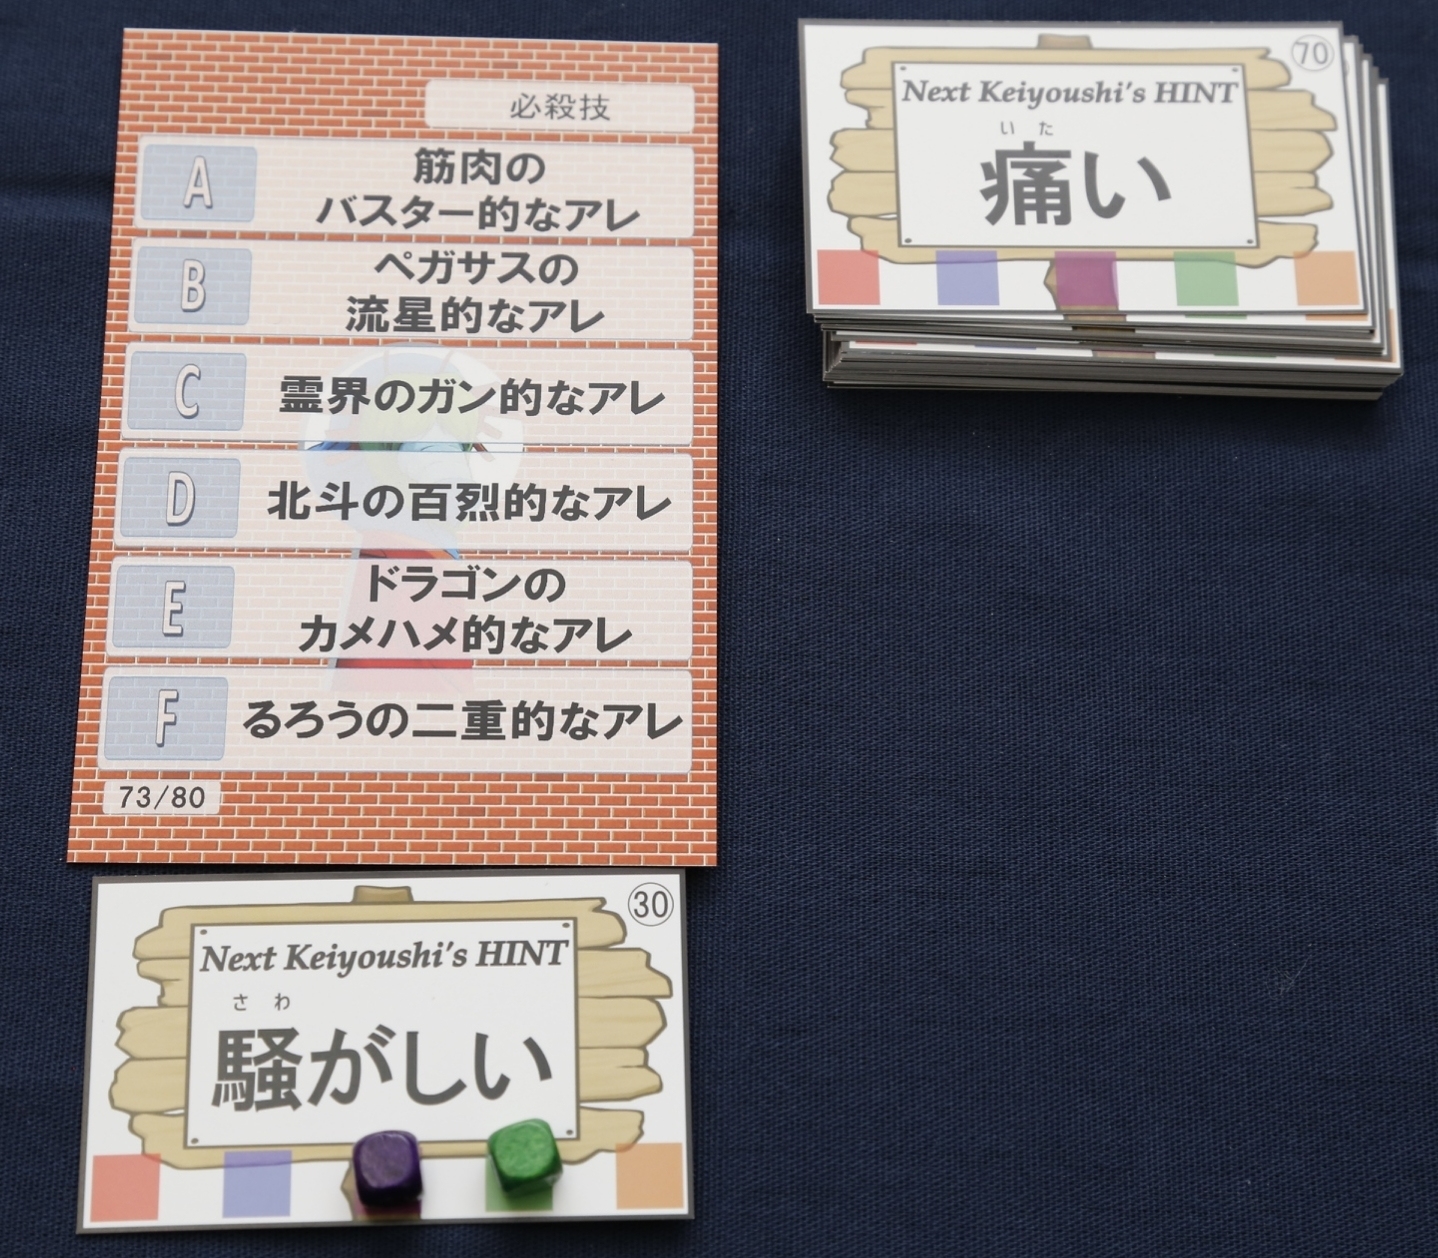 必殺技
A
筋肉の
バスター的なアレ
B
ペガサスの
流星的なアレ
C
霊界のガン的なアレ
D
北斗の百烈的なアレ
E
ドラゴンの
カメハメ的なアレ
F
るろうの二重的なアレ
73/80
70
Next Keiyoushi's HINT
いた
痛い
30
Next Keiyoushi's HINT
さわ
騒がしい